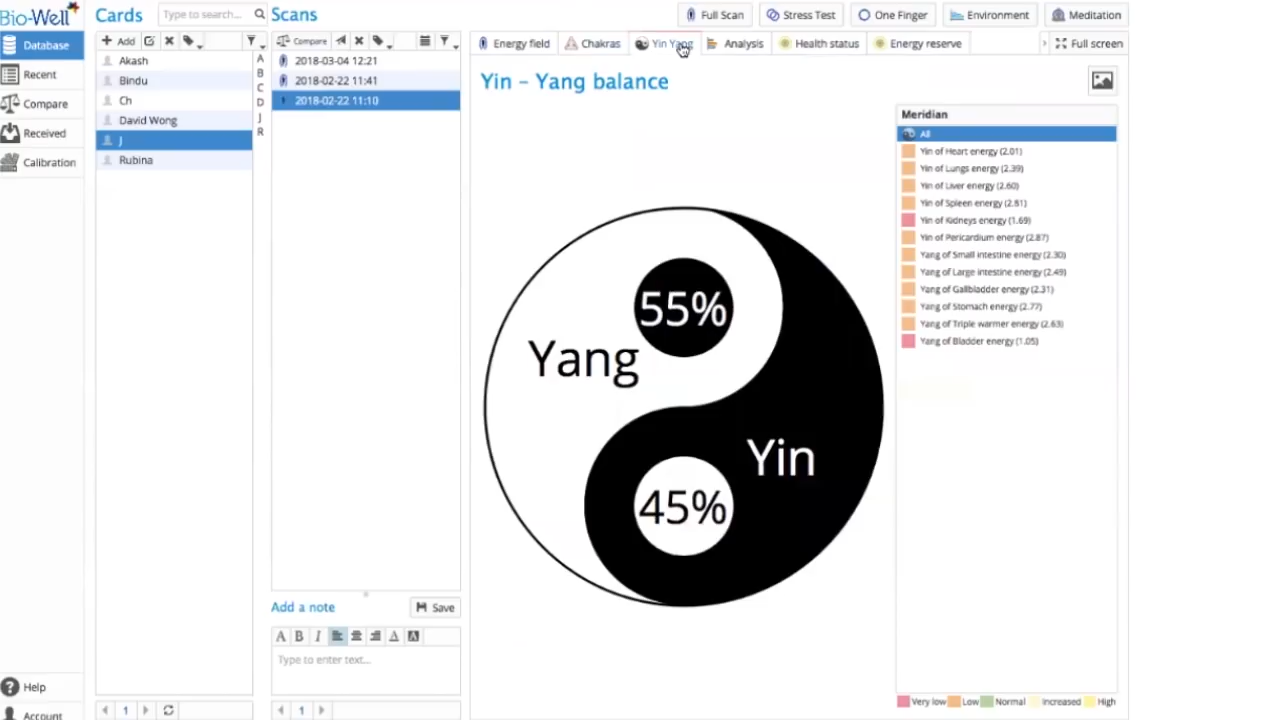 Bio-Well
Database
Recent
Compare
Received
Calibration
Help
Account
Cards
Type to search...
Add
Akash
Bindu
Ch
David Wong
J
Rubina
A
B
C
D
J
R
1
Scans
Compare
2018-03-04 12:21
2018-02-22 11:41
2018-02-22 11:10
Add a note
Save
A B I A A
Type to enter text...
1
Full Scan Stress Test One Finger Environment Meditation
Energy field Chakras Yin Yang Analysis Health status Energy reserve Full screen
Yin – Yang balance
55%
Yang
Yin
45%
Meridian
All
Yin of Heart energy (2.01)
Yin of Lungs energy (2.39)
Yin of Liver energy (2.60)
Yin of Spleen energy (2.81)
Yin of Kidneys energy (1.69)
Yin of Pericardium energy (2.87)
Yang of Small intestine energy (2.30)
Yang of Large intestine energy (2.49)
Yang of Gallbladder energy (2.31)
Yang of Stomach energy (2.77)
Yang of Triple warmer energy (2.63)
Yang of Bladder energy (1.05)
Very low Low Normal Increased High